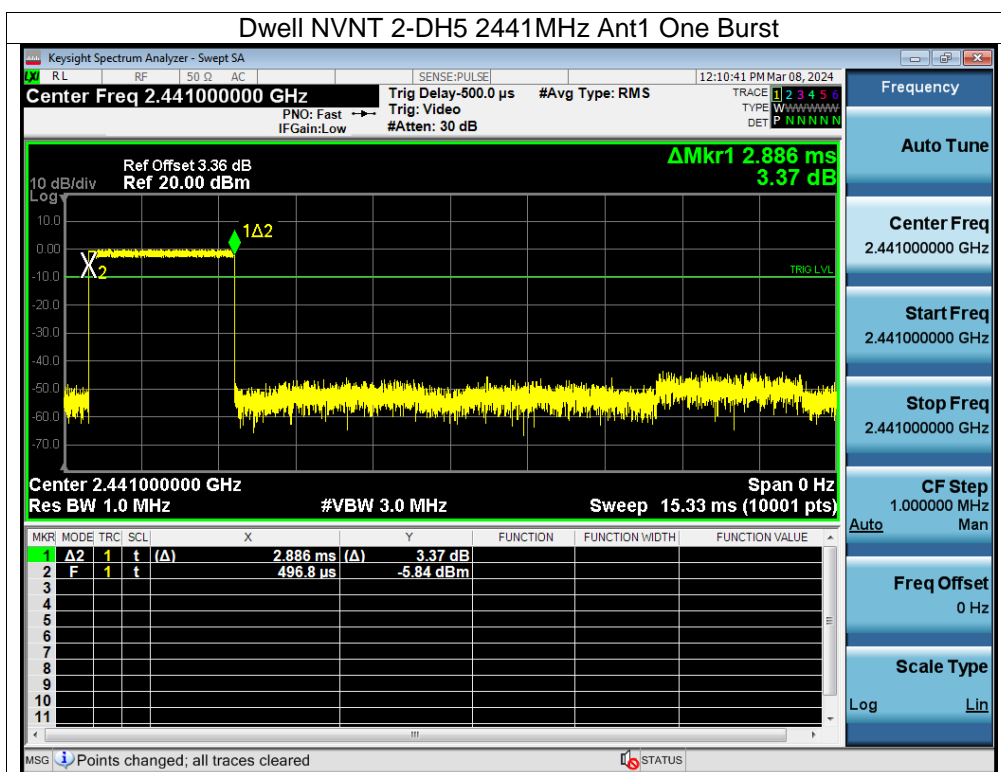 Dwell NVNT 2-DH5 2441MHz Ant1 One Burst
Keysight Spectrum Analyzer - Swept SA
LXI RL RF 50 Ω AC SENSE:PULSE 12:10:41 PM Mar 08, 2024
Center Freq 2.441000000 GHz
PNO: Fast
IFGain:Low
Trig Delay-500.0 µs
Trig: Video
#Atten: 30 dB
#Avg Type: RMS
TRACE 1 2 3 4 5 6
TYPE WWWWWW
DET P N N N N N
Frequency
Auto Tune
Center Freq
2.441000000 GHz
Start Freq
2.441000000 GHz
Stop Freq
2.441000000 GHz
CF Step
1.000000 MHz
Auto Man
Freq Offset
0 Hz
Scale Type
Log Lin
ΔMkr1 2.886 ms
3.37 dB
Ref Offset 3.36 dB
10 dB/div Ref 20.00 dBm
Log
10.0
0.00
-10.0
-20.0
-30.0
-40.0
-50.0
-60.0
-70.0
1Δ2
2
TRIG LVL
Center 2.441000000 GHz Span 0 Hz
Res BW 1.0 MHz #VBW 3.0 MHz Sweep 15.33 ms (10001 pts)
MKR MODE TRC SCL X Y FUNCTION FUNCTION WIDTH FUNCTION VALUE
1 Δ2 1 t (Δ) 2.886 ms (Δ) 3.37 dB
2 F 1 t 496.8 µs -5.84 dBm
3
4
5
6
7
8
9
10
11
MSG Points changed; all traces cleared STATUS